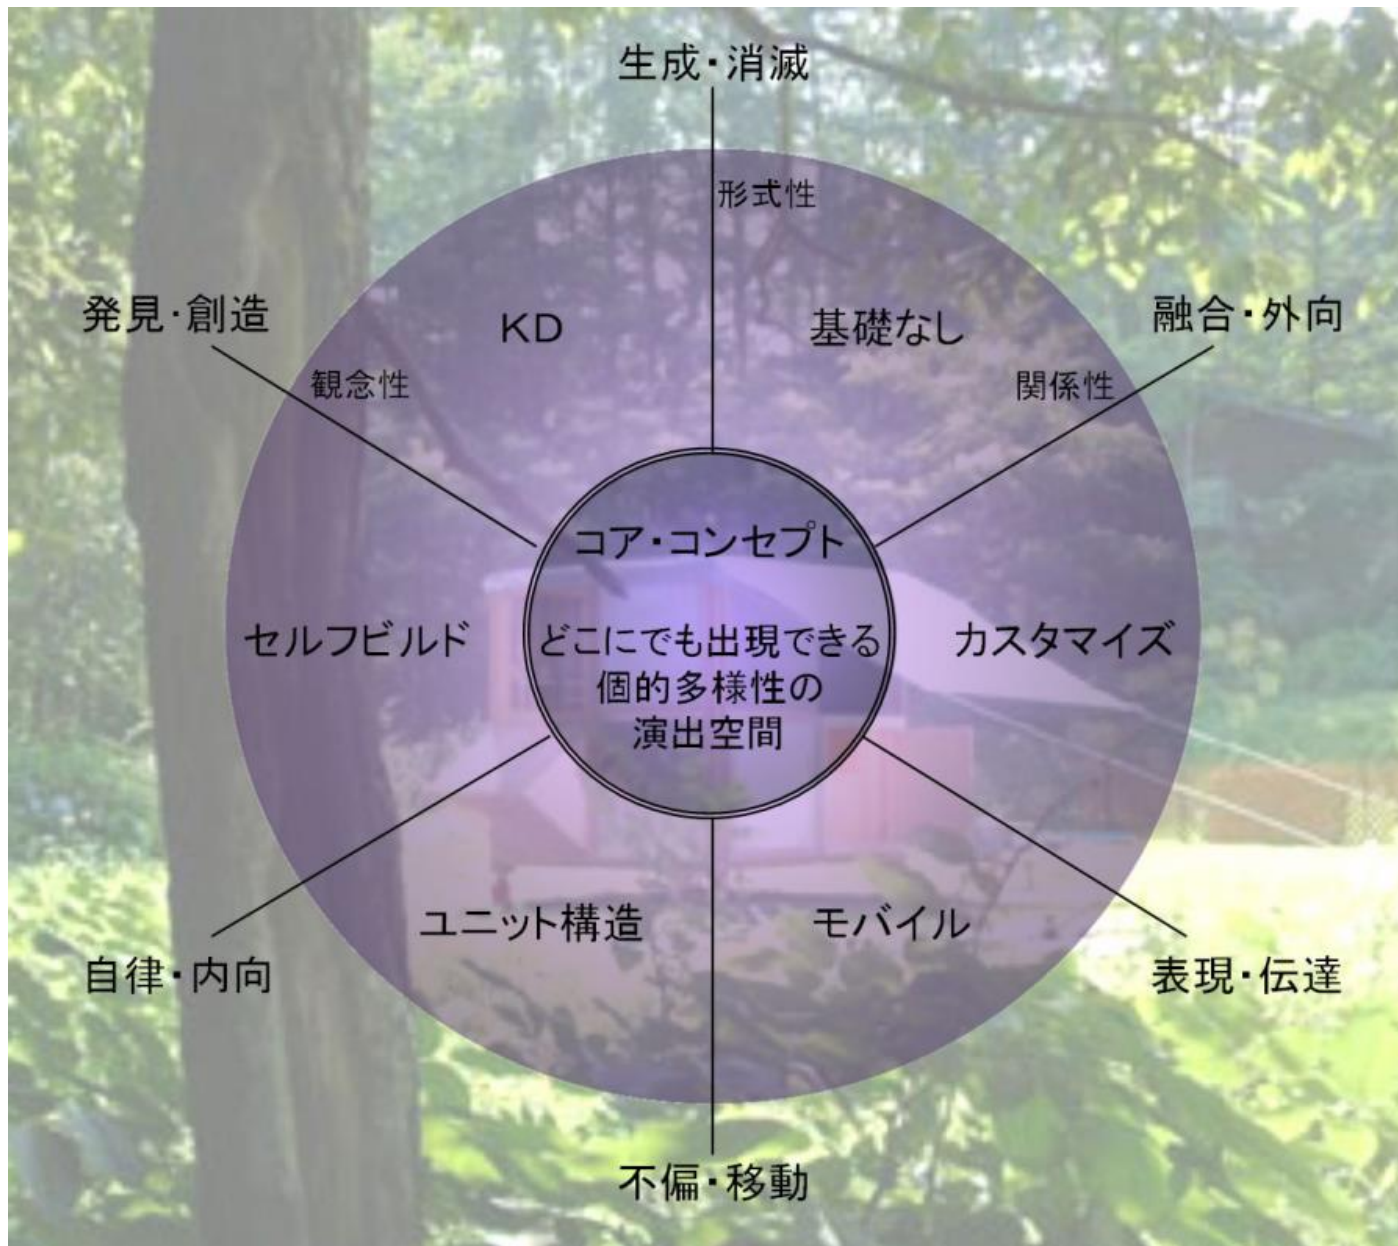 生成・消滅
形式性
発見・創造
KD
基礎なし
融合・外向
観念性
関係性
コア・コンセプト
セルフビルド
どこにでも出現できる
個的多様性の
演出空間
カスタマイズ
ユニット構造
モバイル
自律・内向
表現・伝達
不偏・移動